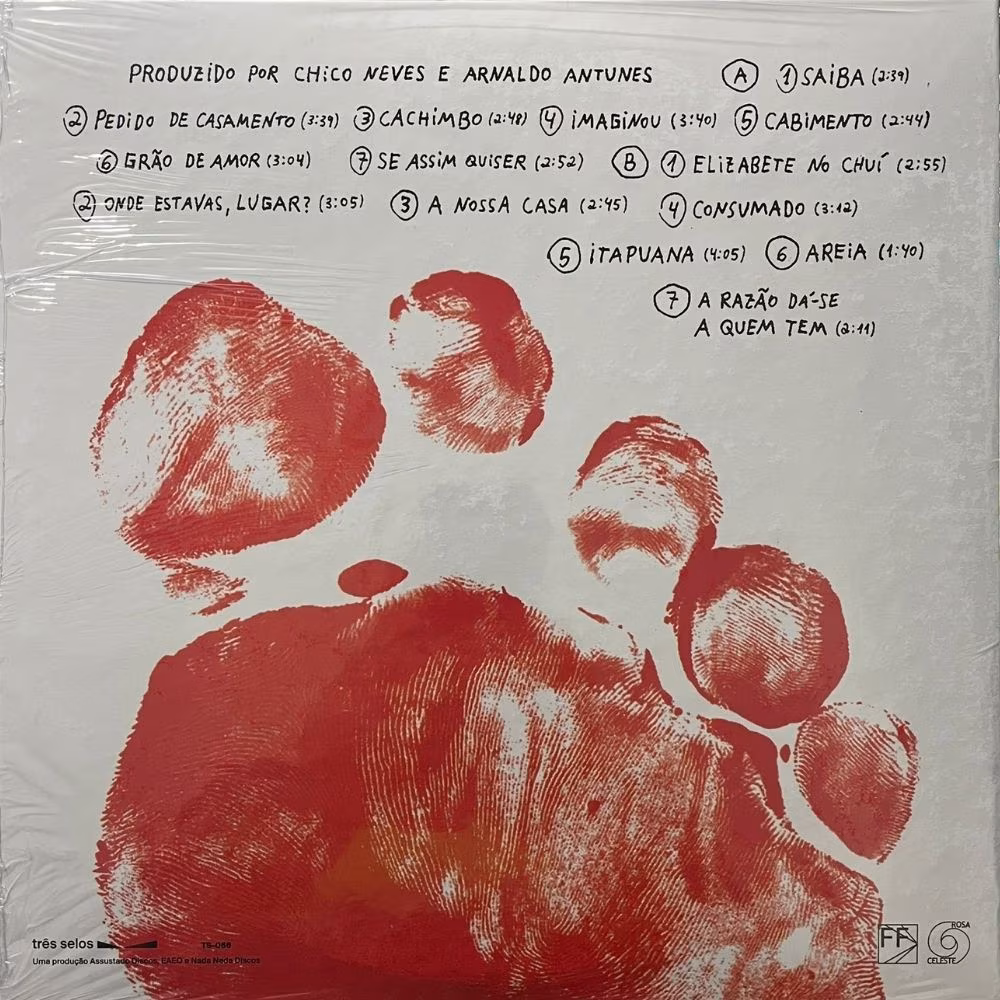 PRODUZIDO POR CHICO NEVES E ARNALDO ANTUNES A 1 SAIBA (2:39)
2 PEDIDO DE CASAMENTO (3:39) 3 CACHIMBO (2:48) 4 IMAGINOU (3:40) 5 CABIMENTO (2:44)
6 GRÃO DE AMOR (3:04) 7 SE ASSIM QUISER (2:52) B 1 ELIZABETE NO CHUÍ (2:55)
2 ONDE ESTAVAS, LUGAR? (3:05) 3 A NOSSA CASA (2:45) 4 CONSUMADO (3:12)
5 ITAPUANA (4:05) 6 AREIA (1:40)
7 A RAZÃO DÁ-SE
A QUEM TEM (2:11)
três selos TS-066
Uma produção Assustado Discos, EAEO e Nada Nada Discos
FF
ROSA
CELESTE